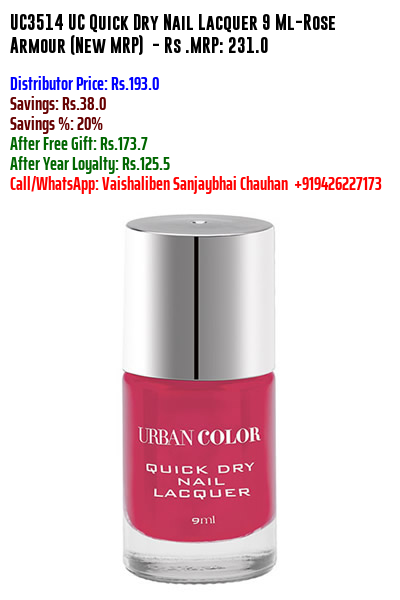 UC3514 UC Quick Dry Nail Lacquer 9 Ml-Rose
Armour (New MRP) - Rs .MRP: 231.0
Distributor Price: Rs.193.0
Savings: Rs.38.0
Savings %: 20%
After Free Gift: Rs.173.7
After Year Loyalty: Rs.125.5
Call/WhatsApp: Vaishaliben Sanjaybhai Chauhan +919426227173
URBAN COLOR
QUICK DRY
NAIL
LACQUER
9ml